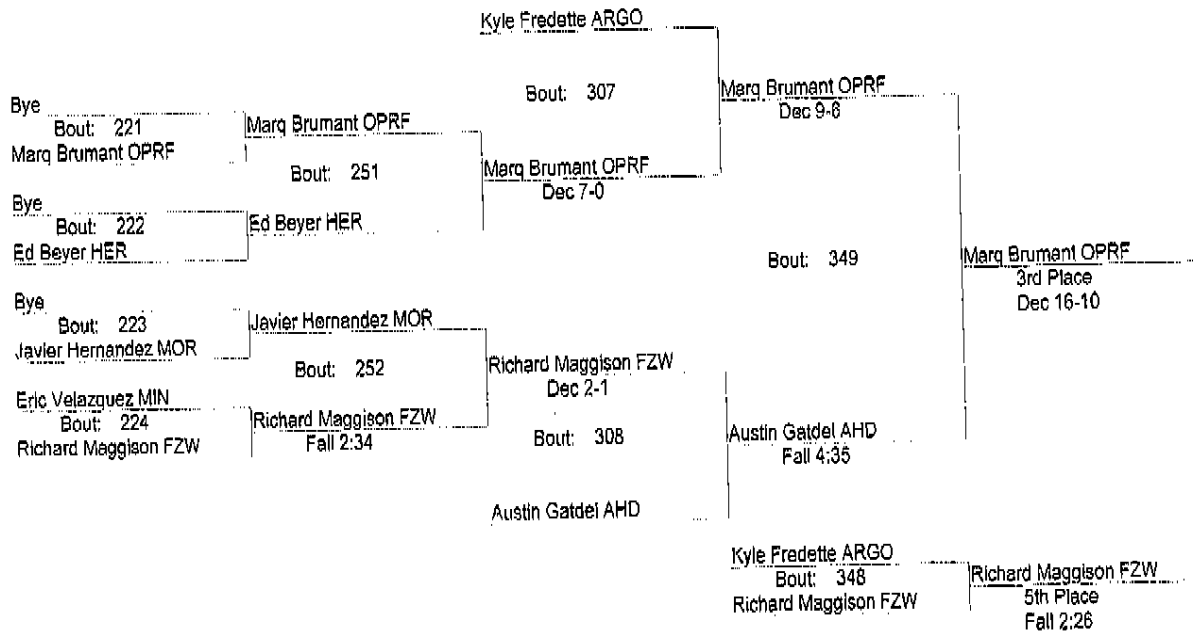 Kyle Fredette ARGO
Bout: 307
Marq Brumant OPRF
Dec 9-6
Bye
Bout: 221
Marq Brumant OPRF
Marq Brumant OPRF
Bout: 251
Marq Brumant OPRF
Dec 7-0
Bye
Bout: 222
Ed Beyer HER
Ed Beyer HER
Bout: 349
Marq Brumant OPRF
3rd Place
Dec 16-10
Bye
Bout: 223
Javier Hernandez MOR
Javier Hernandez MOR
Bout: 252
Richard Maggison FZW
Dec 2-1
Eric Velazquez MIN
Bout: 224
Richard Maggison FZW
Richard Maggison FZW
Fall 2:34
Bout: 308
Austin Gatdel AHD
Fall 4:35
Austin Gatdel AHD
Kyle Fredette ARGO
Bout: 348
Richard Maggison FZW
Richard Maggison FZW
5th Place
Fall 2:26